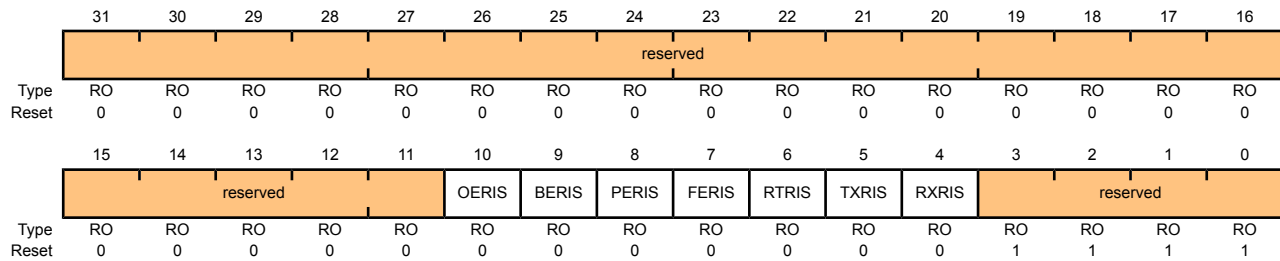 31 30 29 28 27 26 25 24 23 22 21 20 19 18 17 16
reserved
Type RO RO RO RO RO RO RO RO RO RO RO RO RO RO RO RO
Reset 0 0 0 0 0 0 0 0 0 0 0 0 0 0 0 0
15 14 13 12 11 10 9 8 7 6 5 4 3 2 1 0
reserved OERIS BERIS PERIS FERIS RTRIS TXRIS RXRIS reserved
Type RO RO RO RO RO RO RO RO RO RO RO RO RO RO RO RO
Reset 0 0 0 0 0 0 0 0 0 0 0 0 1 1 1 1